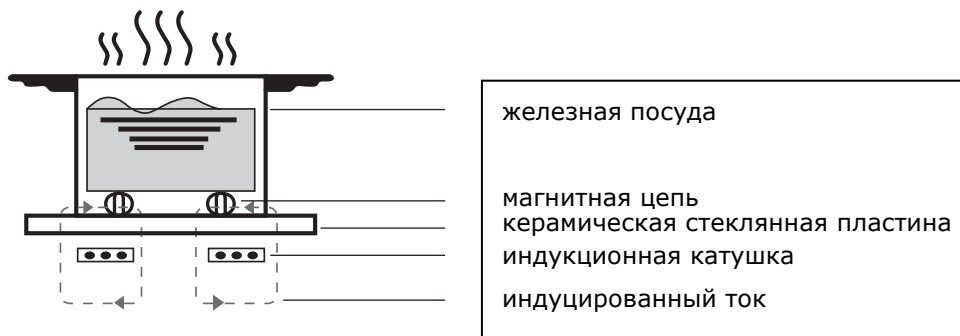 железная посуда
магнитная цепь
керамическая стеклянная пластина
индукционная катушка
индуцированный ток